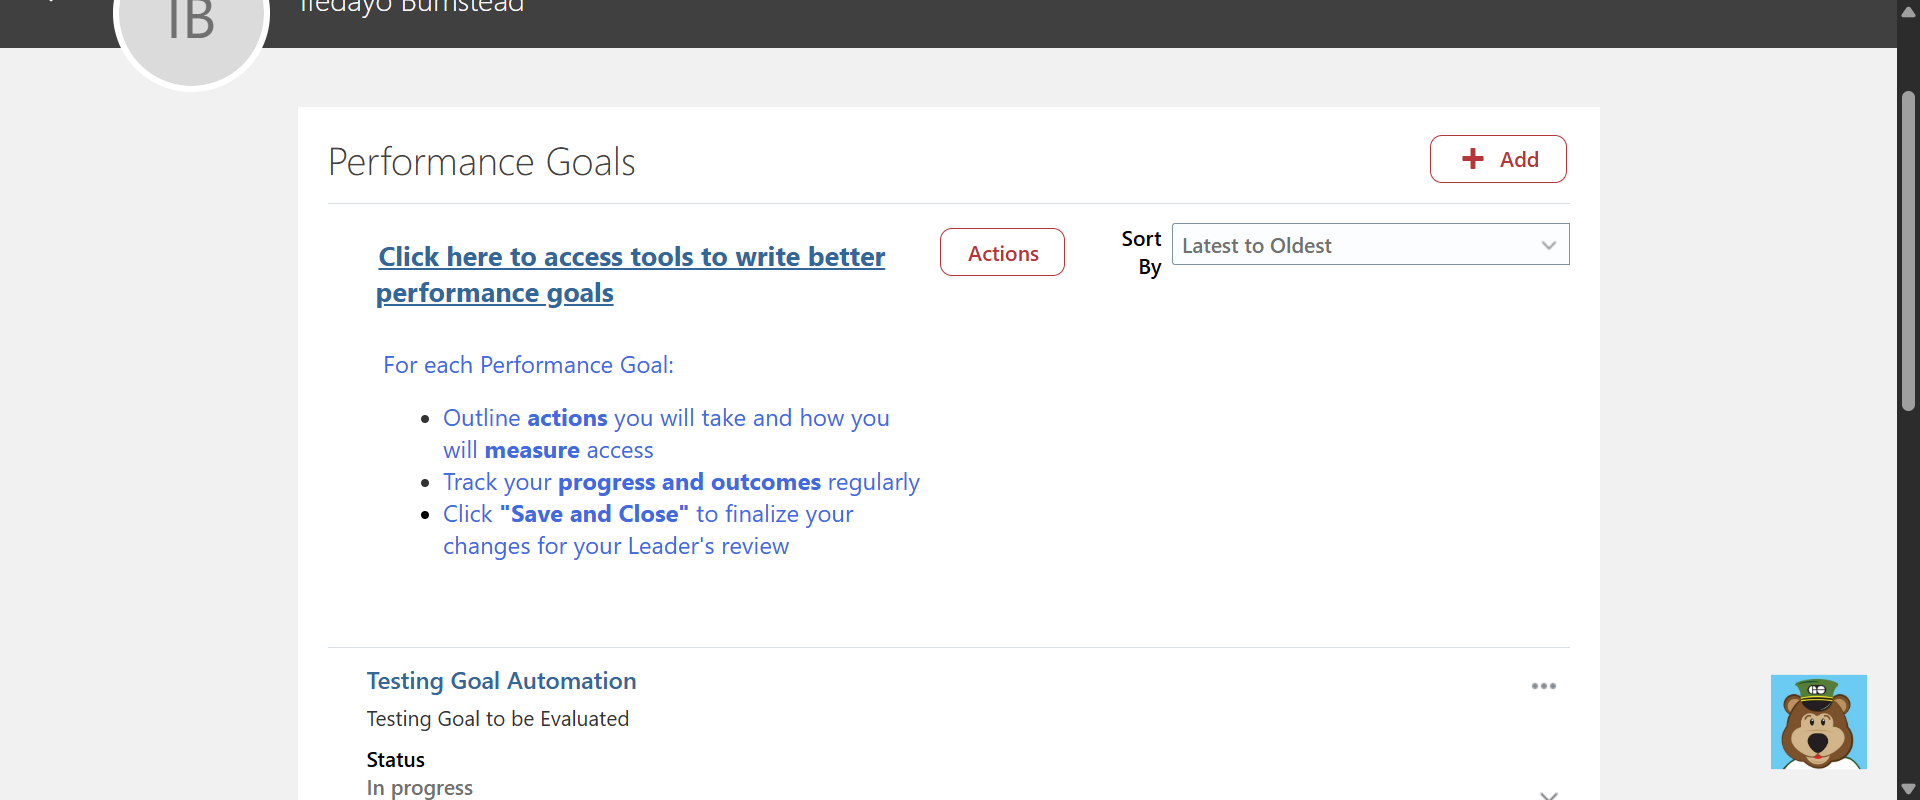 IB
Ifedayo Bumstead
Performance Goals
Add
Click here to access tools to write better
performance goals
Actions
Sort
By
Latest to Oldest
For each Performance Goal:
Outline actions you will take and how you
will measure access
Track your progress and outcomes regularly
Click "Save and Close" to finalize your
changes for your Leader's review
Testing Goal Automation
Testing Goal to be Evaluated
Status
In progress